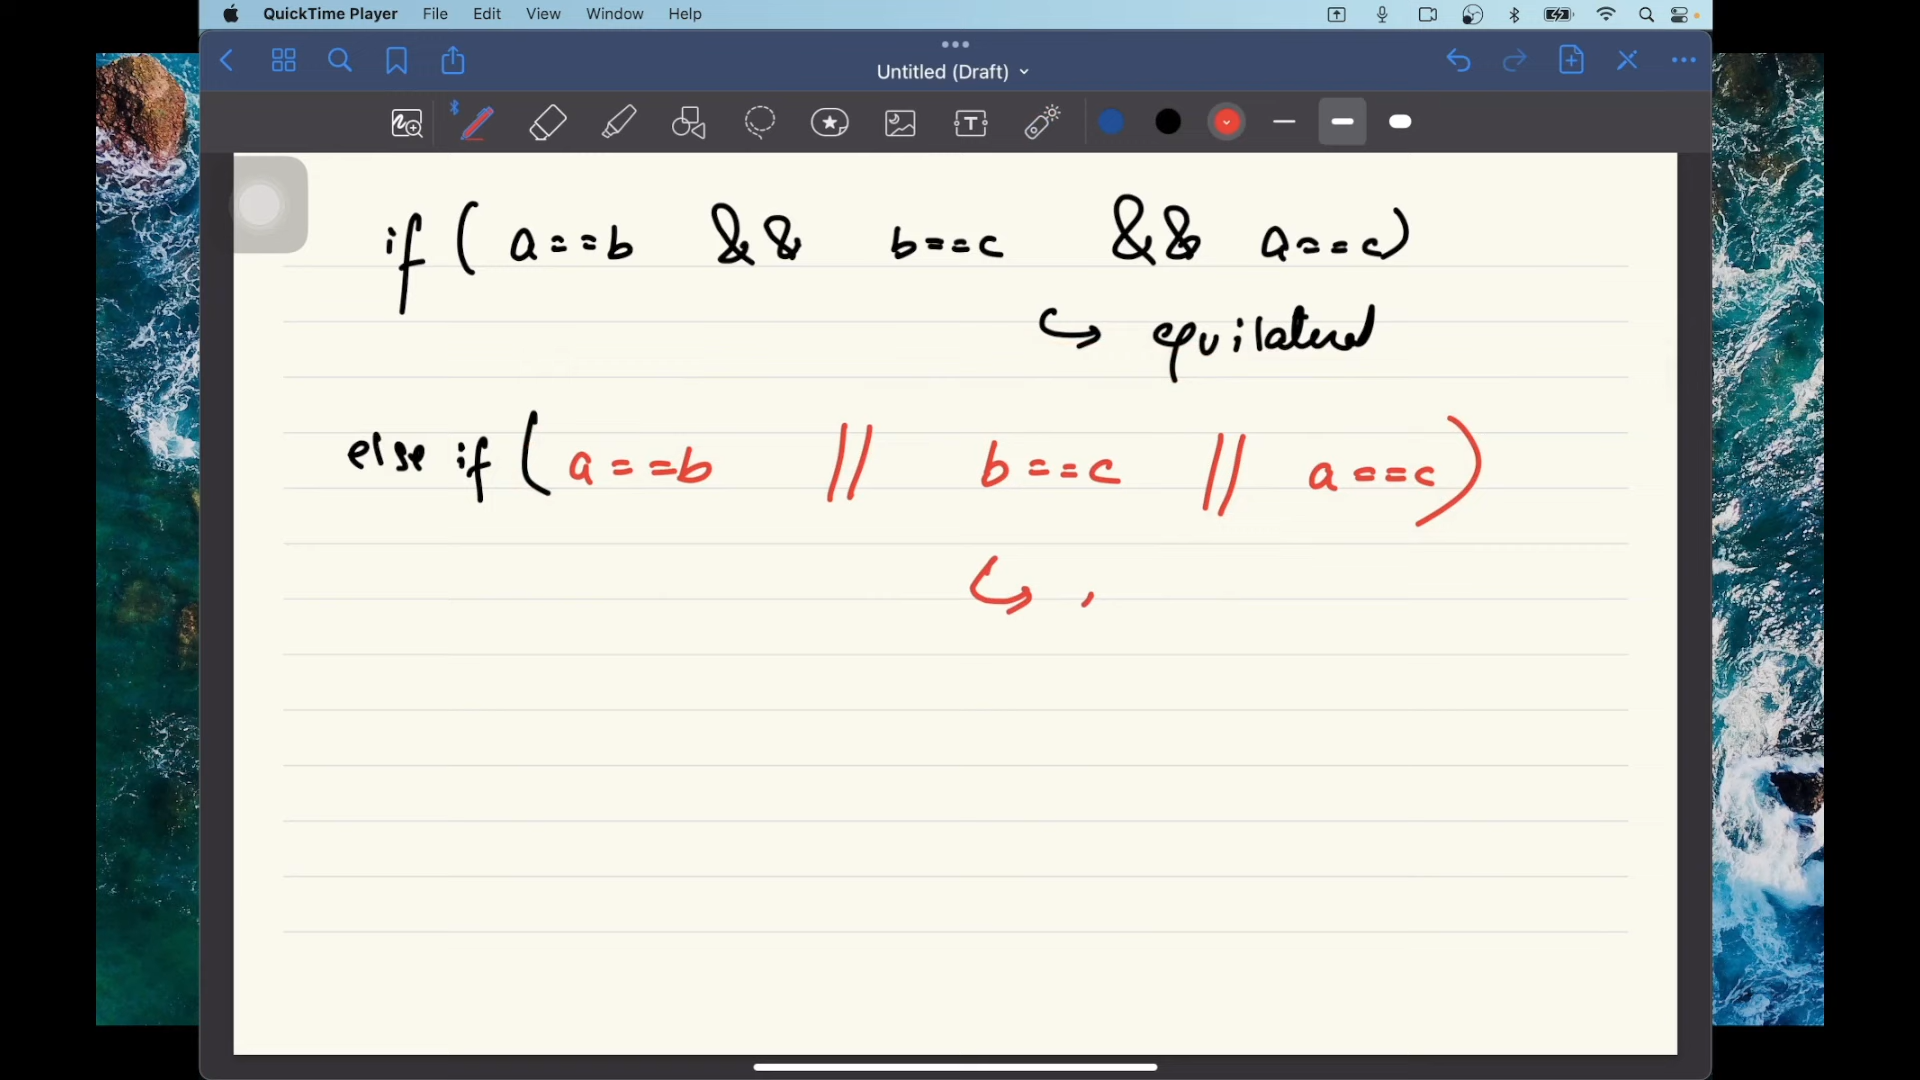 QuickTime Player File Edit View Window Help
Untitled (Draft)
if ( a==b && b==c && a==c)
↪ equilateral
else if ( a==b || b==c || a==c)
↪